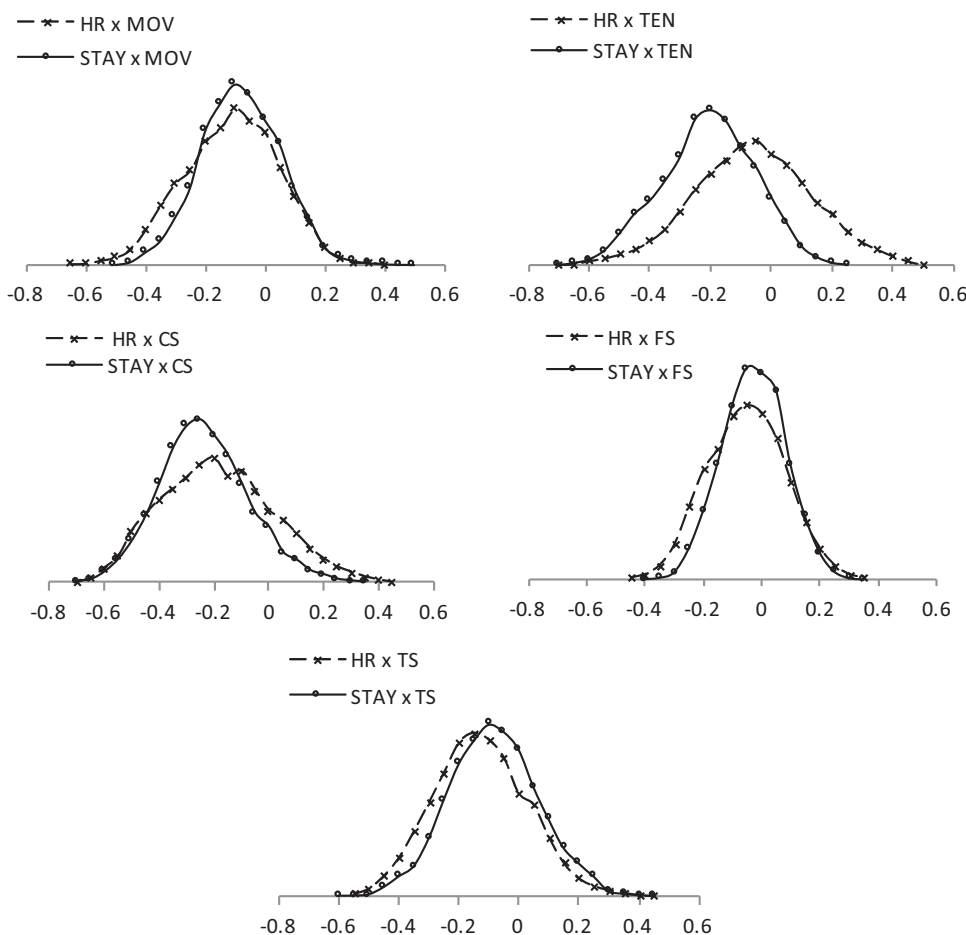 HR x MOV
STAY x MOV
-0.8 -0.6 -0.4 -0.2 0 0.2 0.4 0.6
HR x TEN
STAY x TEN
-0.8 -0.6 -0.4 -0.2 0 0.2 0.4 0.6
HR x CS
STAY x CS
-0.8 -0.6 -0.4 -0.2 0 0.2 0.4 0.6
HR x FS
STAY x FS
-0.8 -0.6 -0.4 -0.2 0 0.2 0.4 0.6
HR x TS
STAY x TS
-0.8 -0.6 -0.4 -0.2 0 0.2 0.4 0.6